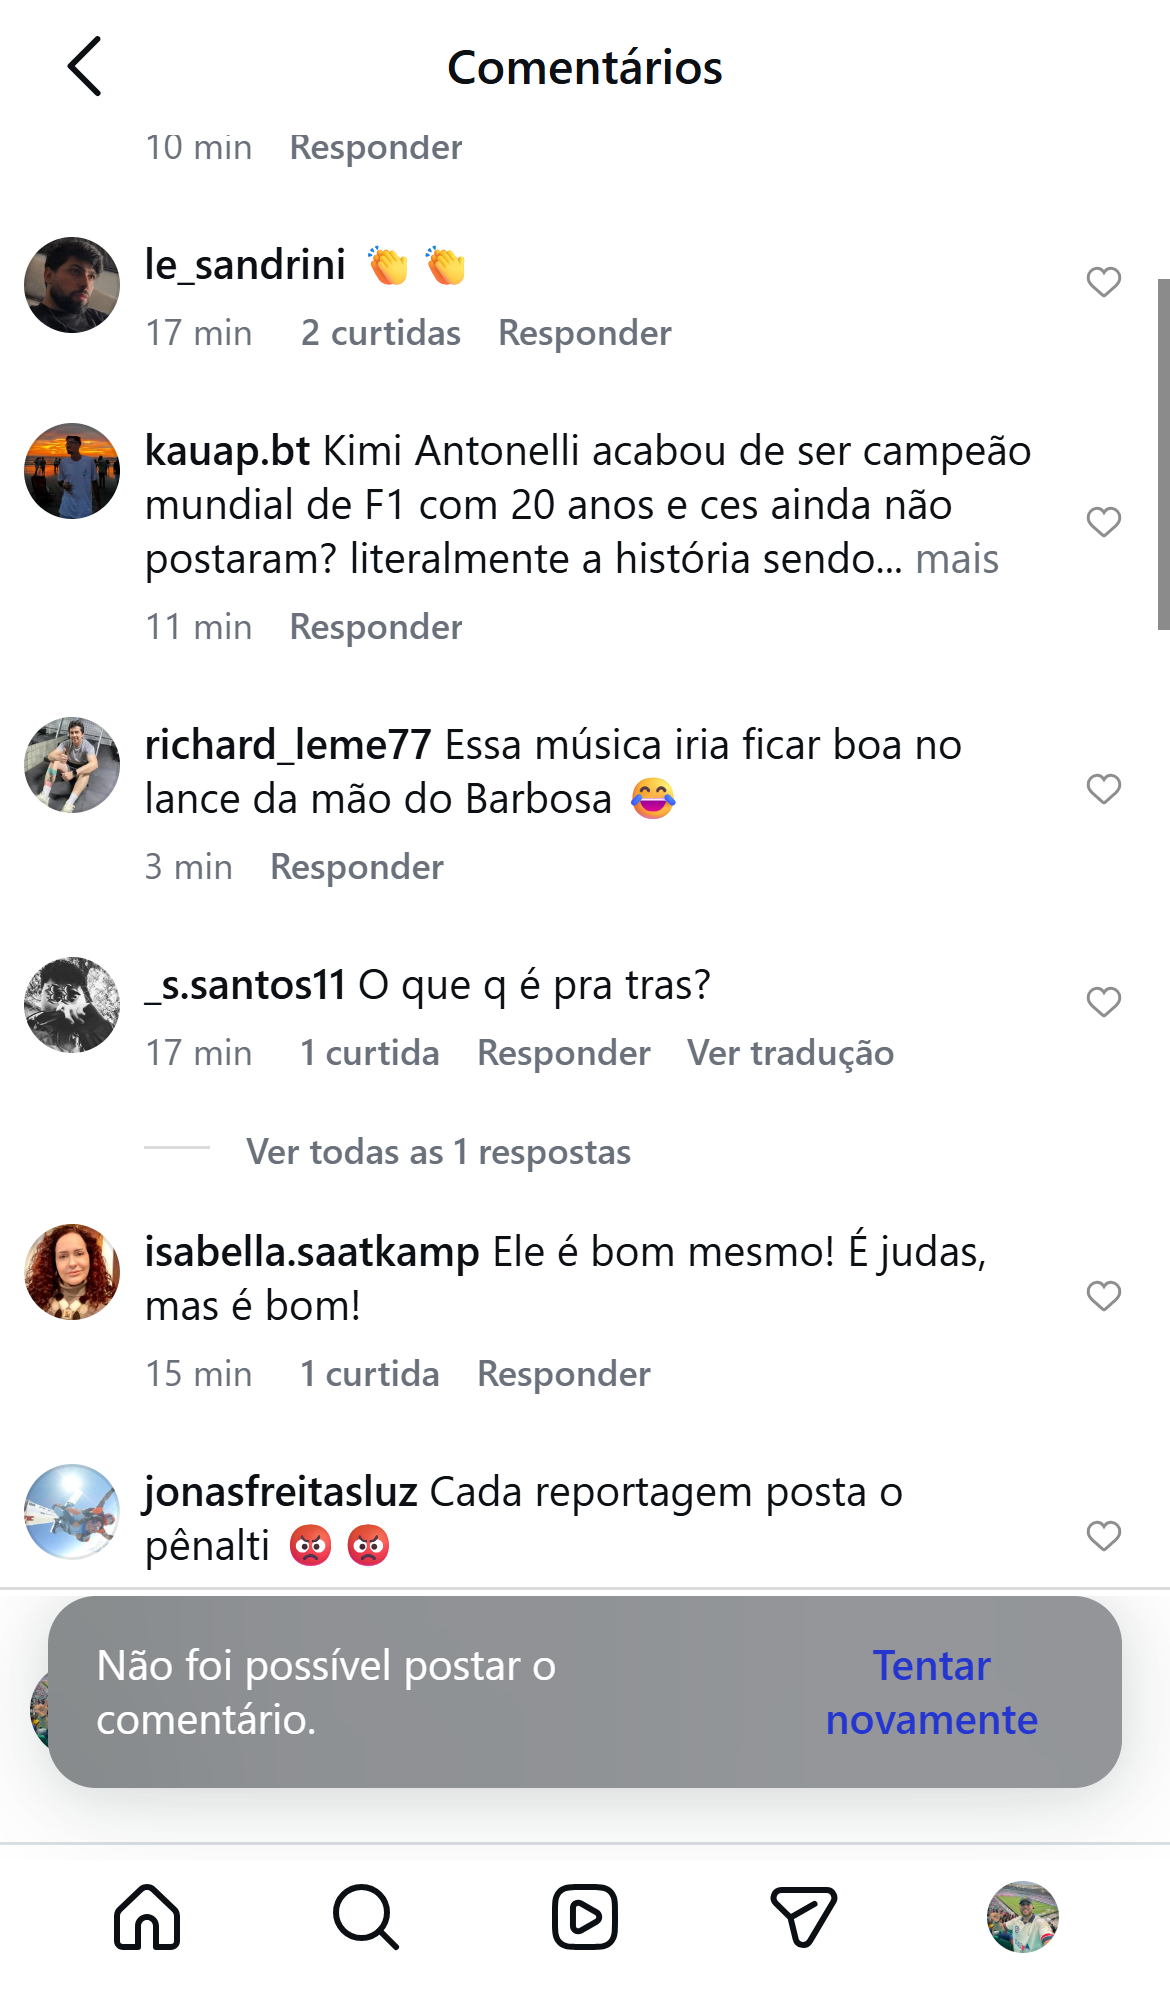 Comentários
10 min Responder
le_sandrini 👏 👏
17 min 2 curtidas Responder
kauap.bt Kimi Antonelli acabou de ser campeão
mundial de F1 com 20 anos e ces ainda não
postaram? literalmente a história sendo... mais
11 min Responder
richard_leme77 Essa música iria ficar boa no
lance da mão do Barbosa 😂
3 min Responder
_s.santos11 O que q é pra tras?
17 min 1 curtida Responder Ver tradução
Ver todas as 1 respostas
isabella.saatkamp Ele é bom mesmo! É judas,
mas é bom!
15 min 1 curtida Responder
jonasfreitasluz Cada reportagem posta o
pênalti 😡 😡
Não foi possível postar o
comentário.
Tentar
novamente